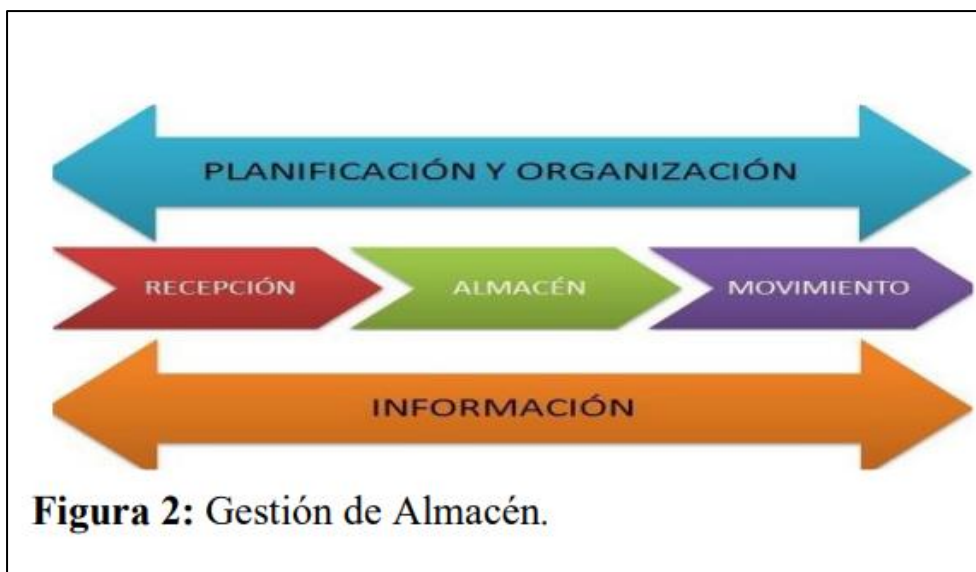 PLANIFICACIÓN Y ORGANIZACIÓN
RECEPCIÓN
ALMACÉN
MOVIMIENTO
INFORMACIÓN
Figura 2: Gestión de Almacén.